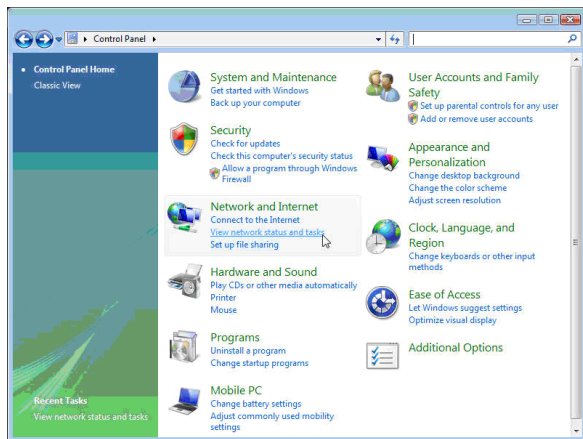 Control Panel
Control Panel Home
Classic View
System and Maintenance
Get started with Windows
Back up your computer
Security
Check for updates
Check this computer's security status
Allow a program through Windows
Firewall
Network and Internet
Connect to the Internet
View network status and tasks
Set up file sharing
Hardware and Sound
Play CDs or other media automatically
Printer
Mouse
Programs
Uninstall a program
Change startup programs
Mobile PC
Change battery settings
Adjust commonly used mobility
settings
User Accounts and Family
Safety
Set up parental controls for any user
Add or remove user accounts
Appearance and
Personalization
Change desktop background
Change the color scheme
Adjust screen resolution
Clock, Language, and
Region
Change keyboards or other input
methods
Ease of Access
Let Windows suggest settings
Optimize visual display
Additional Options
Recent Tasks
View network status and tasks